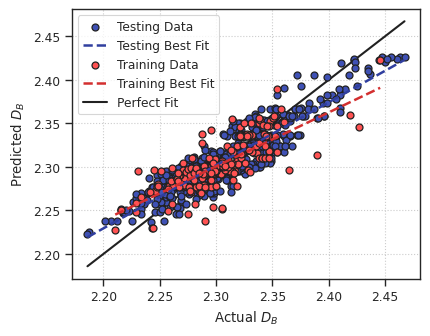 Testing Data
Testing Best Fit
Training Data
Training Best Fit
Perfect Fit
2.45
2.40
2.35
2.30
2.25
2.20
Predicted D_B
2.20 2.25 2.30 2.35 2.40 2.45
Actual D_B